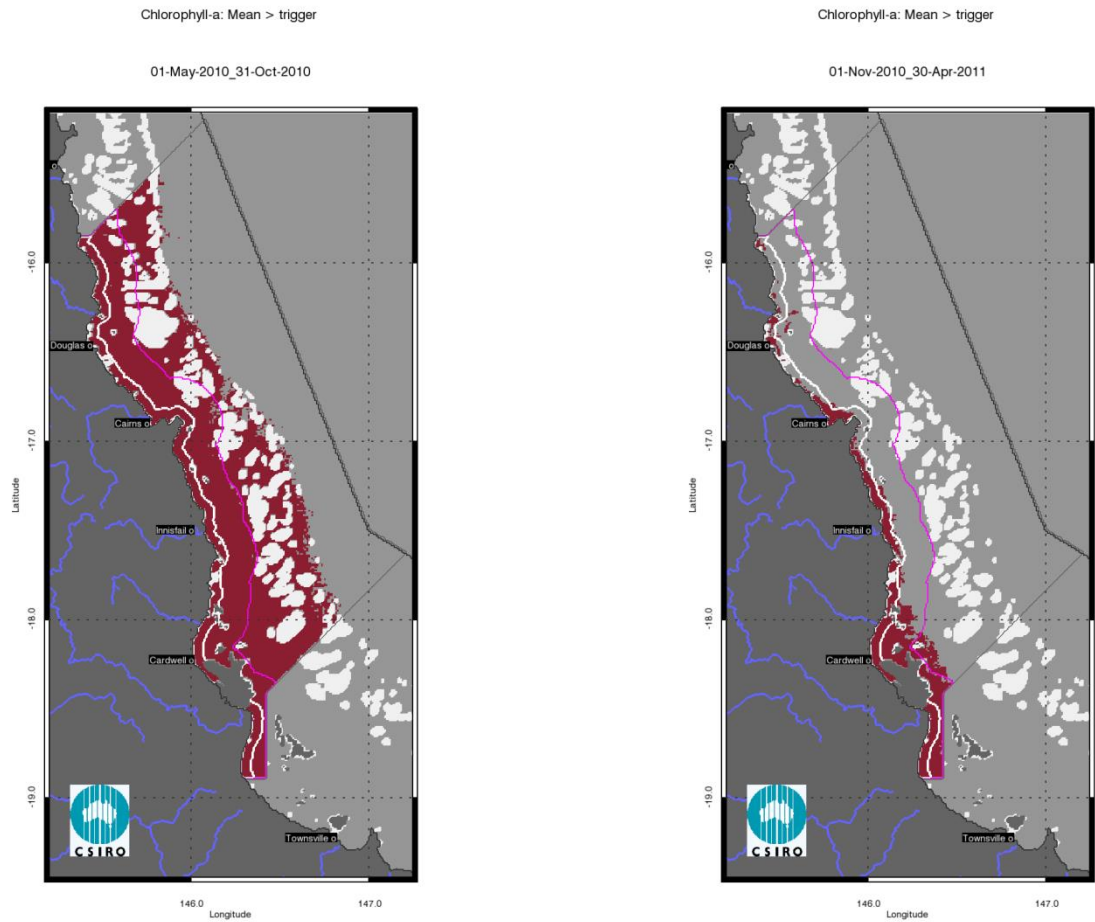 Chlorophyll-a: Mean > trigger
01-May-2010_31-Oct-2010
-16.0
-17.0
-18.0
-19.0
Latitude
o
Douglas o
Cairns o
Innisfail o
Cardwell o
Townsville o
CSIRO
146.0
147.0
Longitude
Chlorophyll-a: Mean > trigger
01-Nov-2010_30-Apr-2011
-16.0
-17.0
-18.0
-19.0
Latitude
o
Douglas o
Cairns o
Innisfail o
Cardwell o
Townsville o
CSIRO
146.0
147.0
Longitude